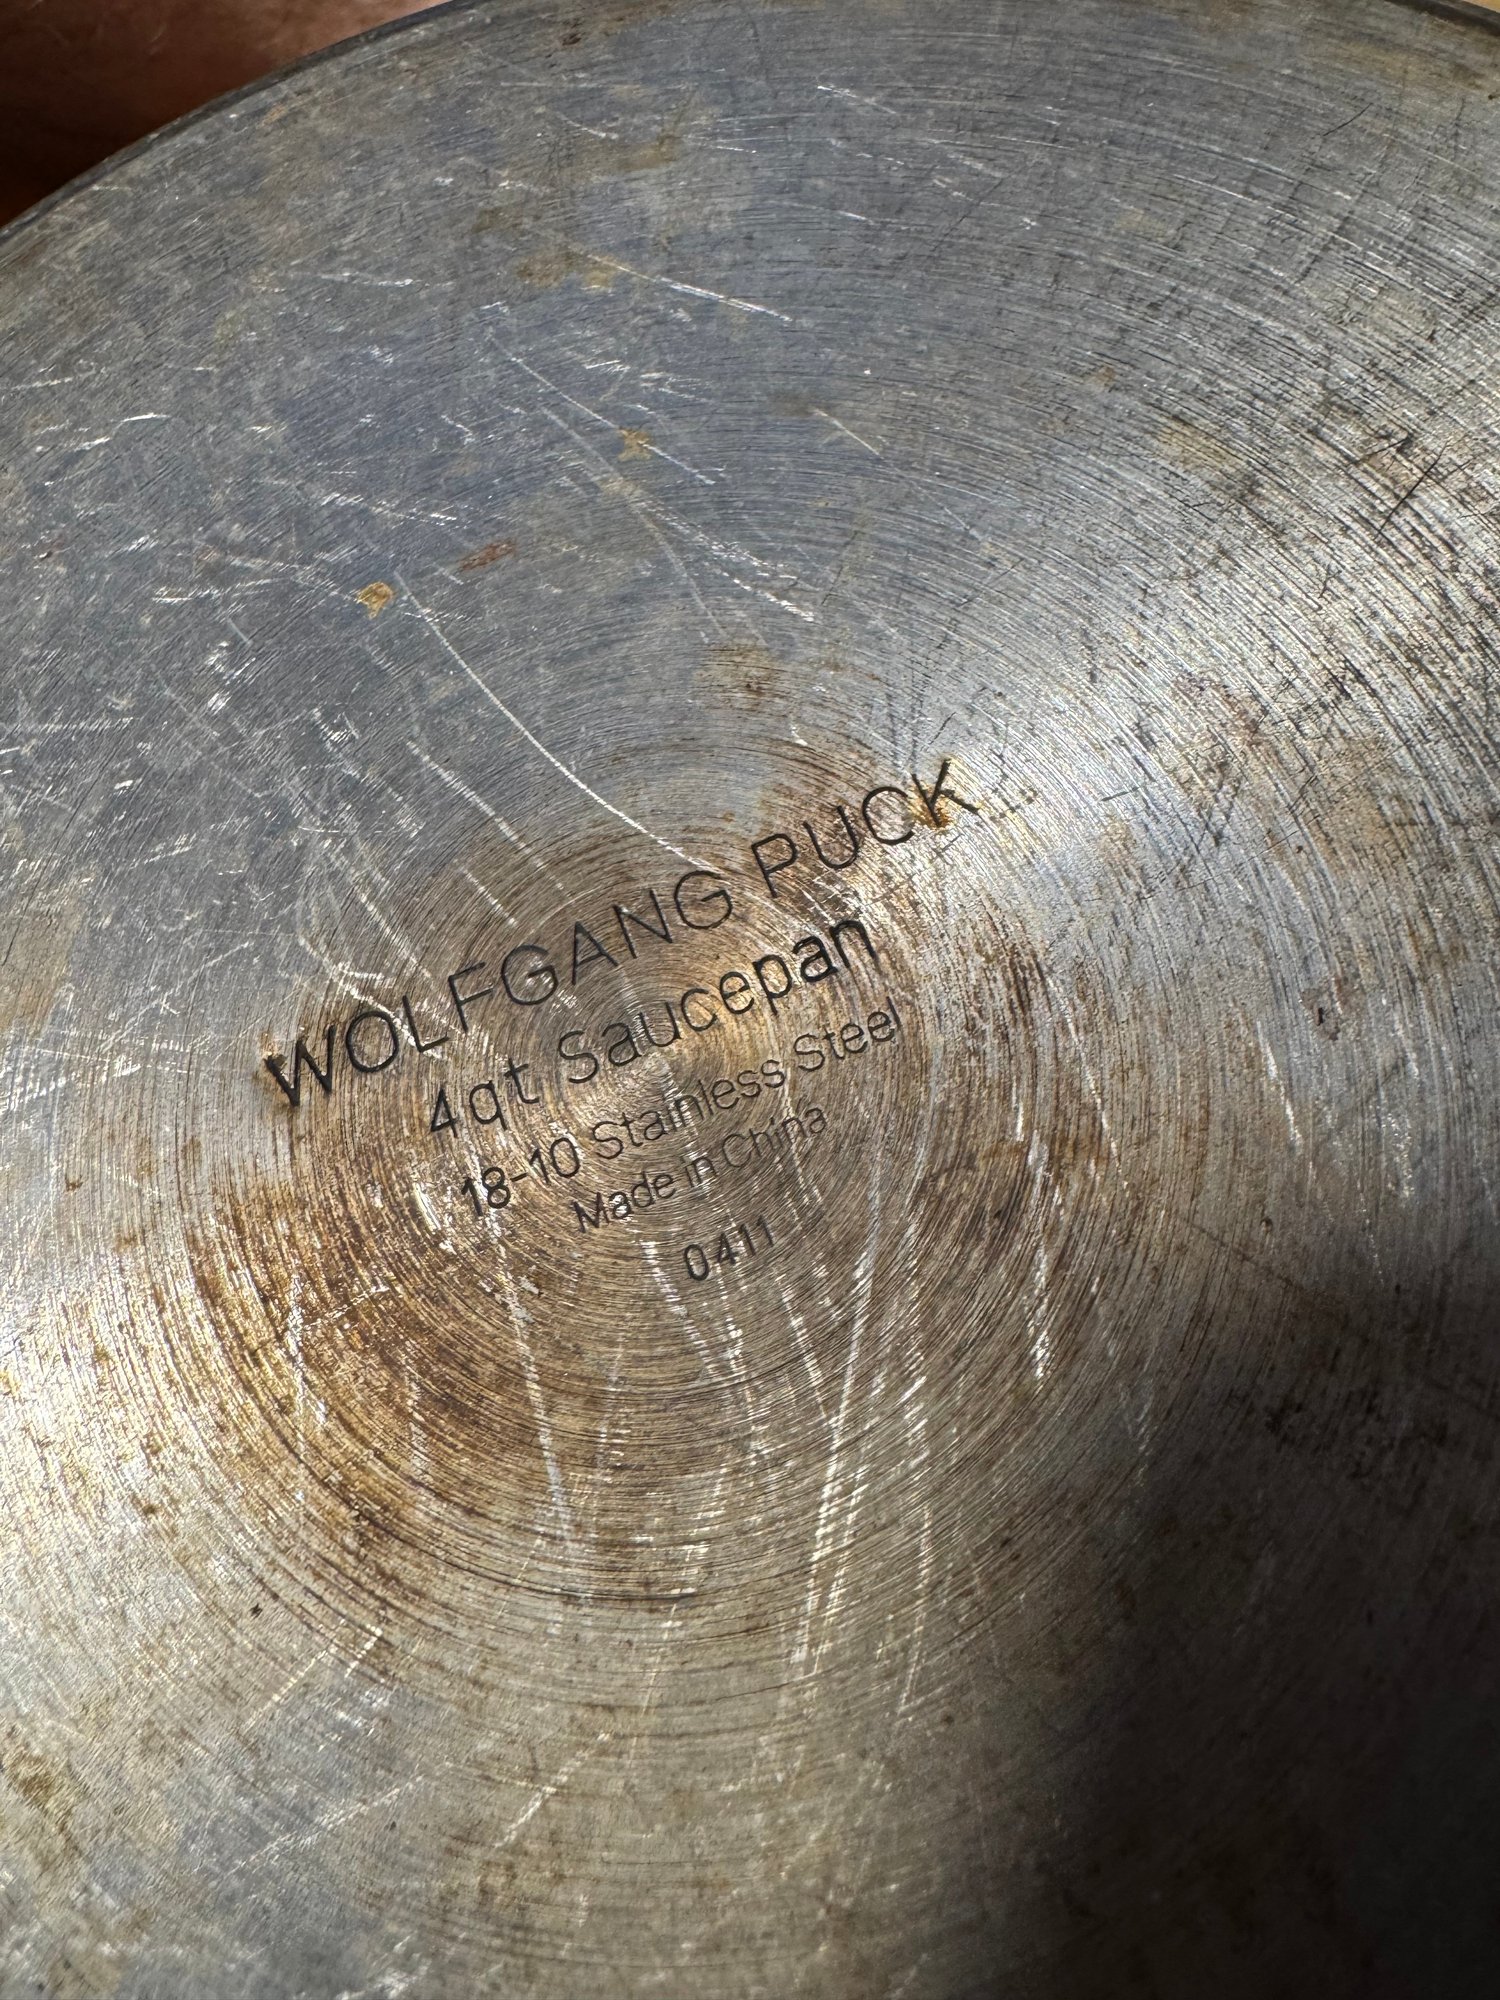 WOLFGANG PUCK
4qt Saucepan
18-10 Stainless Steel
Made in China
0411